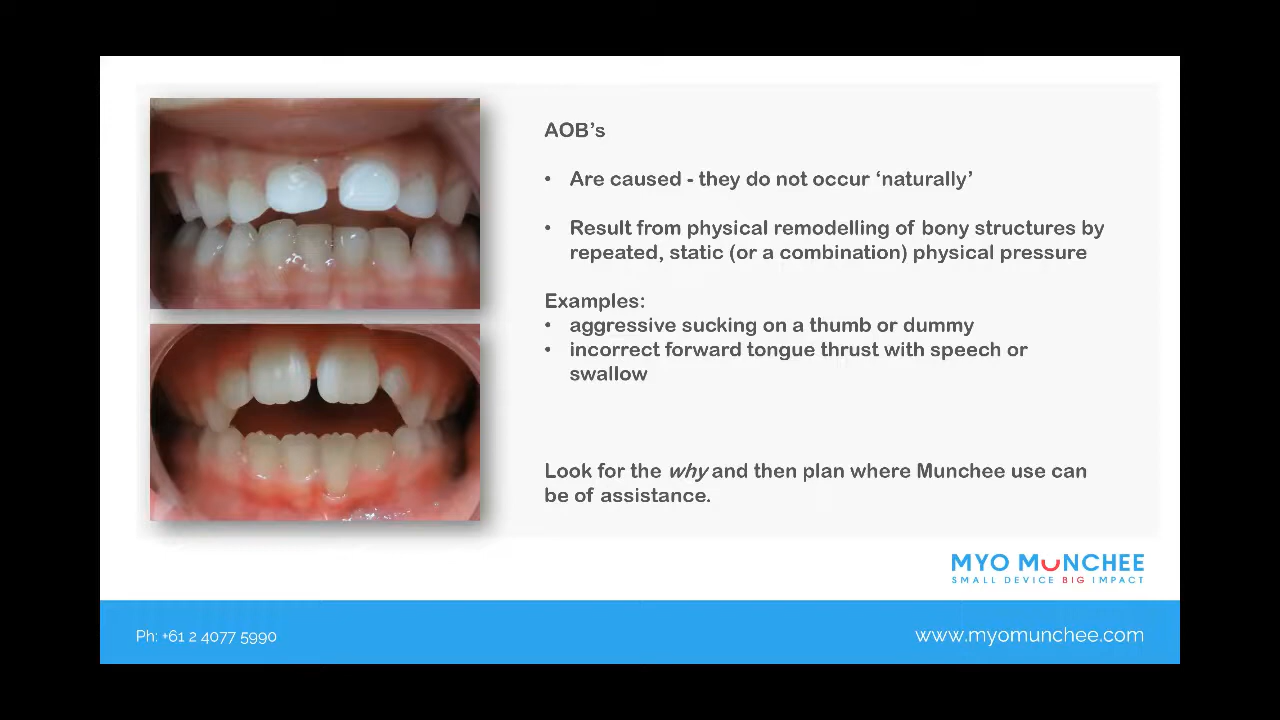 AOB's
• Are caused - they do not occur 'naturally'
• Result from physical remodelling of bony structures by
repeated, static (or a combination) physical pressure
Examples:
• aggressive sucking on a thumb or dummy
• incorrect forward tongue thrust with speech or
swallow
Look for the why and then plan where Munchee use can
be of assistance.
MYO MUNCHEE
SMALL DEVICE BIG IMPACT
Ph: +61 2 4077 5990
www.myomunchee.com